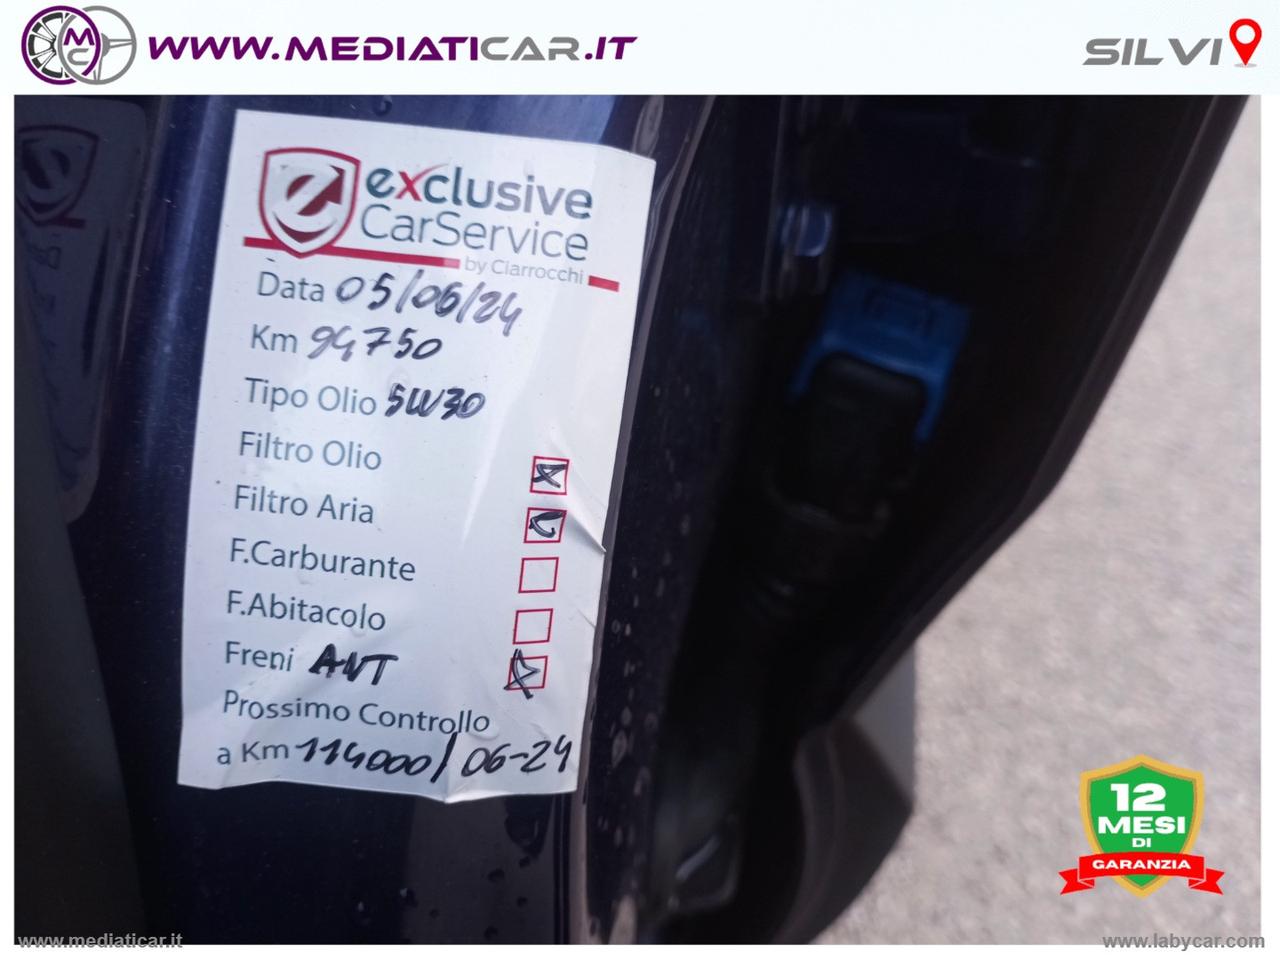 WWW.MEDIATICAR.IT
SILVI
MC
e exclusive
CarService
by Ciarrocchi
Data 05/06/24
Km 94750
Tipo Olio 5W30
Filtro Olio
Filtro Aria
F.Carburante
F.Abitacolo
Freni ANT
Prossimo Controllo
a Km 114000/06-24
12
MESI
DI
GARANZIA
www.mediaticar.it
www.labycar.com